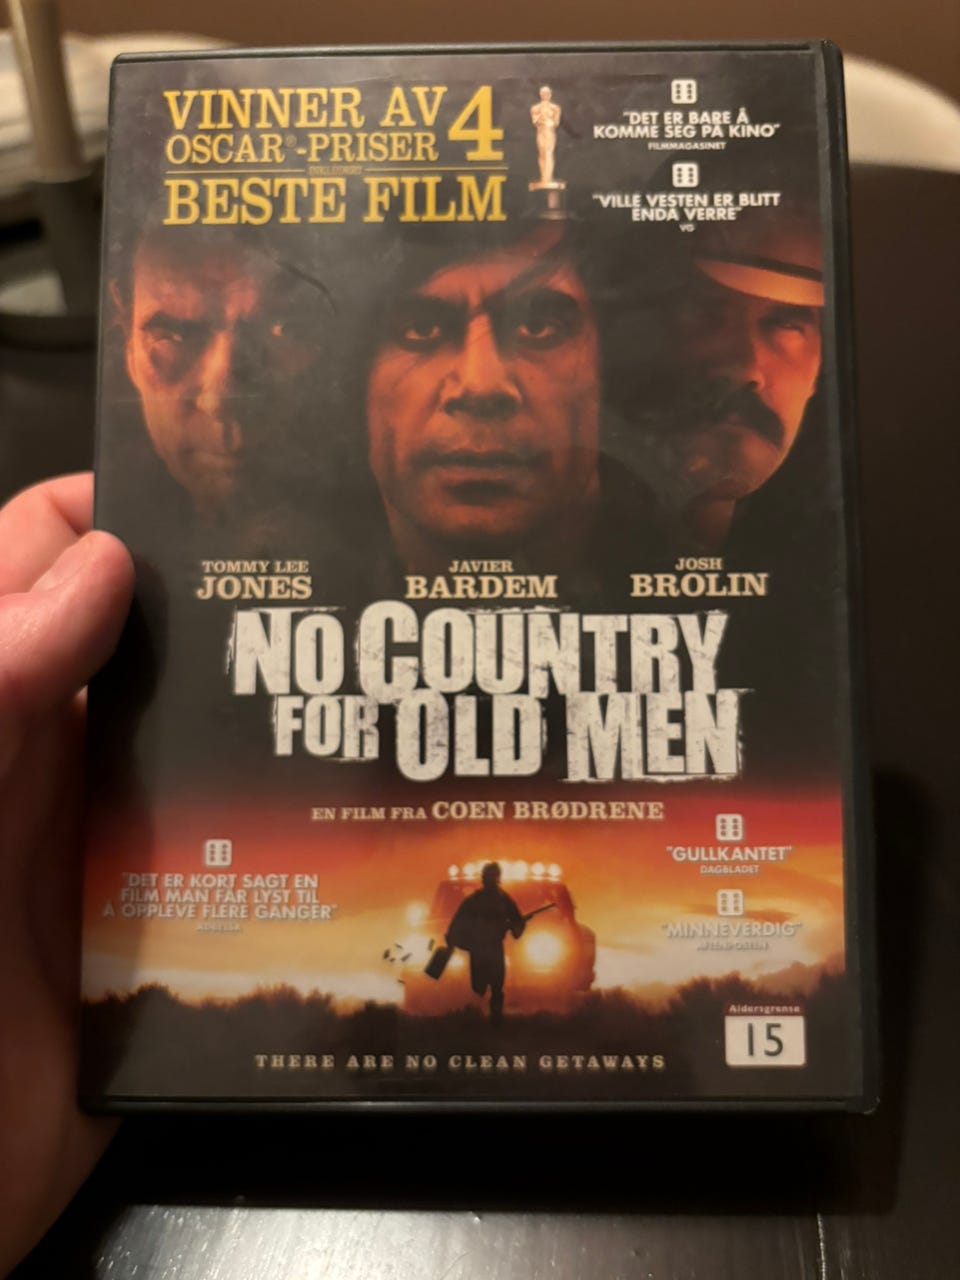 VINNER AV 4
OSCAR®-PRISER
INKLUDERT
BESTE FILM
"DET ER BARE Å
KOMME SEG PÅ KINO"
FILMMAGASINET
"VILLE VESTEN ER BLITT
ENDA VERRE"
VG
TOMMY LEE
JONES
JAVIER
BARDEM
JOSH
BROLIN
NO COUNTRY
FOR OLD MEN
EN FILM FRA COEN BRØDRENE
"DET ER KORT SAGT EN
FILM MAN FÅR LYST TIL
Å OPPLEVE FLERE GANGER"
ADRESSA
"GULLKANTET"
DAGBLADET
"MINNEVERDIG"
AFTENPOSTEN
Aldersgrense
15
THERE ARE NO CLEAN GETAWAYS